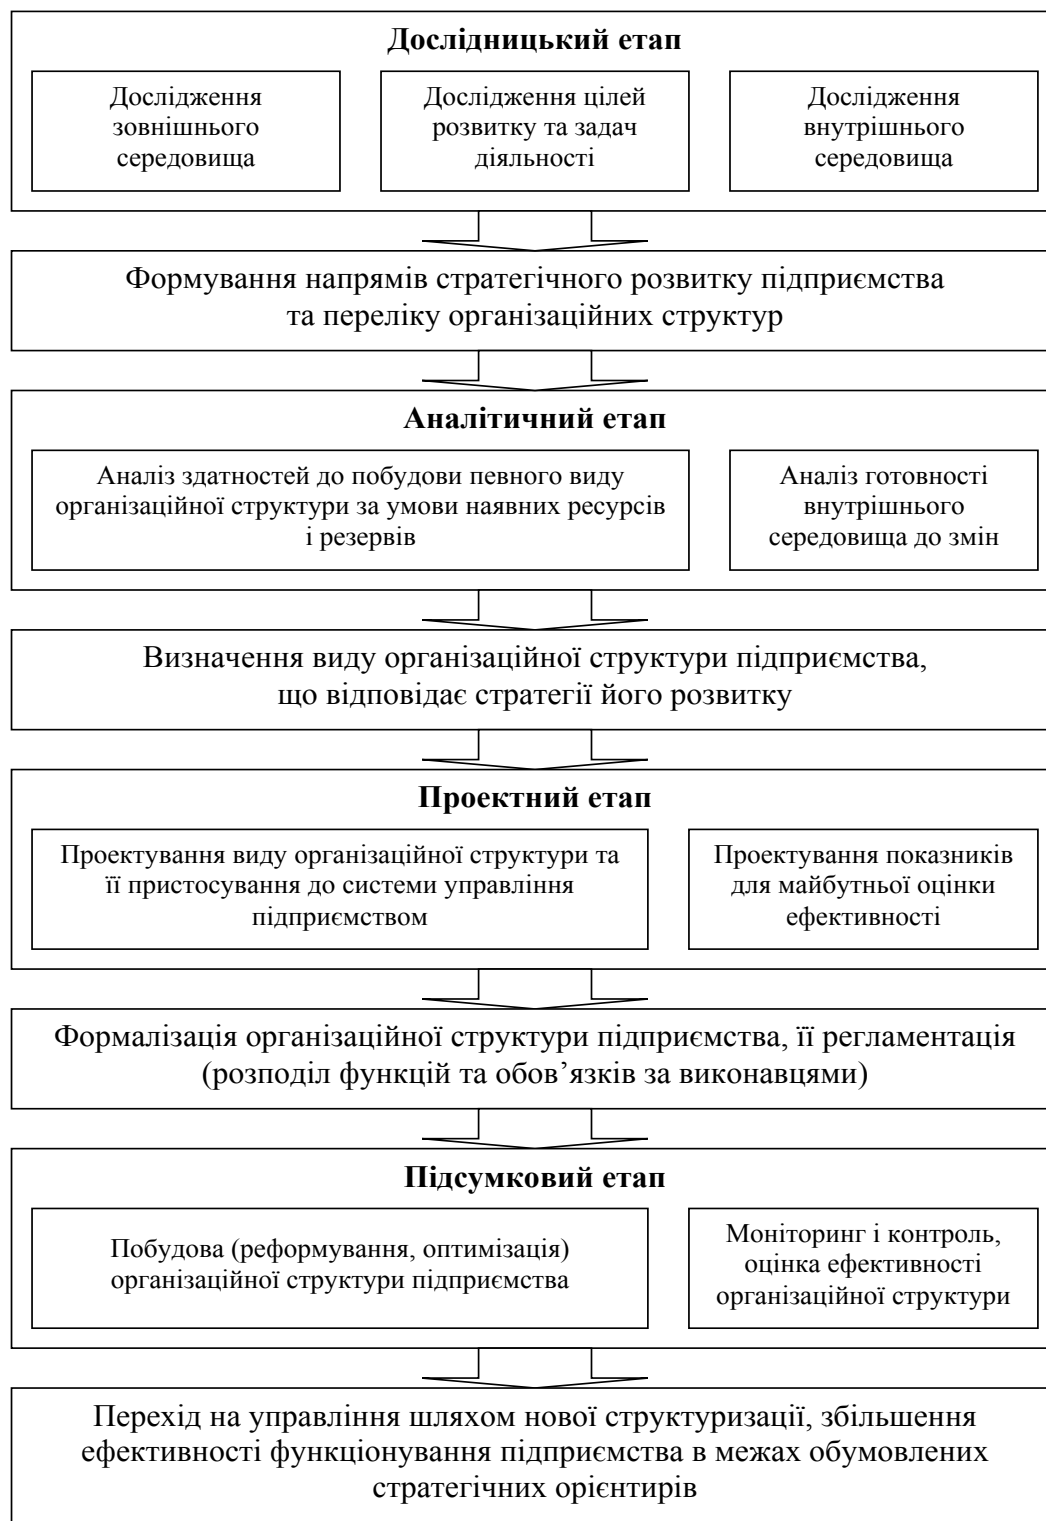 Дослідницький етап
Дослідження
зовнішнього
середовища
Дослідження цілей
розвитку та задач
діяльності
Дослідження
внутрішнього
середовища
Формування напрямів стратегічного розвитку підприємства
та переліку організаційних структур
Аналітичний етап
Аналіз здатностей до побудови певного виду
організаційної структури за умови наявних ресурсів
і резервів
Аналіз готовності
внутрішнього
середовища до змін
Визначення виду організаційної структури підприємства,
що відповідає стратегії його розвитку
Проектний етап
Проектування виду організаційної структури та
її пристосування до системи управління
підприємством
Проектування показників
для майбутньої оцінки
ефективності
Формалізація організаційної структури підприємства, її регламентація
(розподіл функцій та обов’язків за виконавцями)
Підсумковий етап
Побудова (реформування, оптимізація)
організаційної структури підприємства
Моніторинг і контроль,
оцінка ефективності
організаційної структури
Перехід на управління шляхом нової структуризації, збільшення
ефективності функціонування підприємства в межах обумовлених
стратегічних орієнтирів